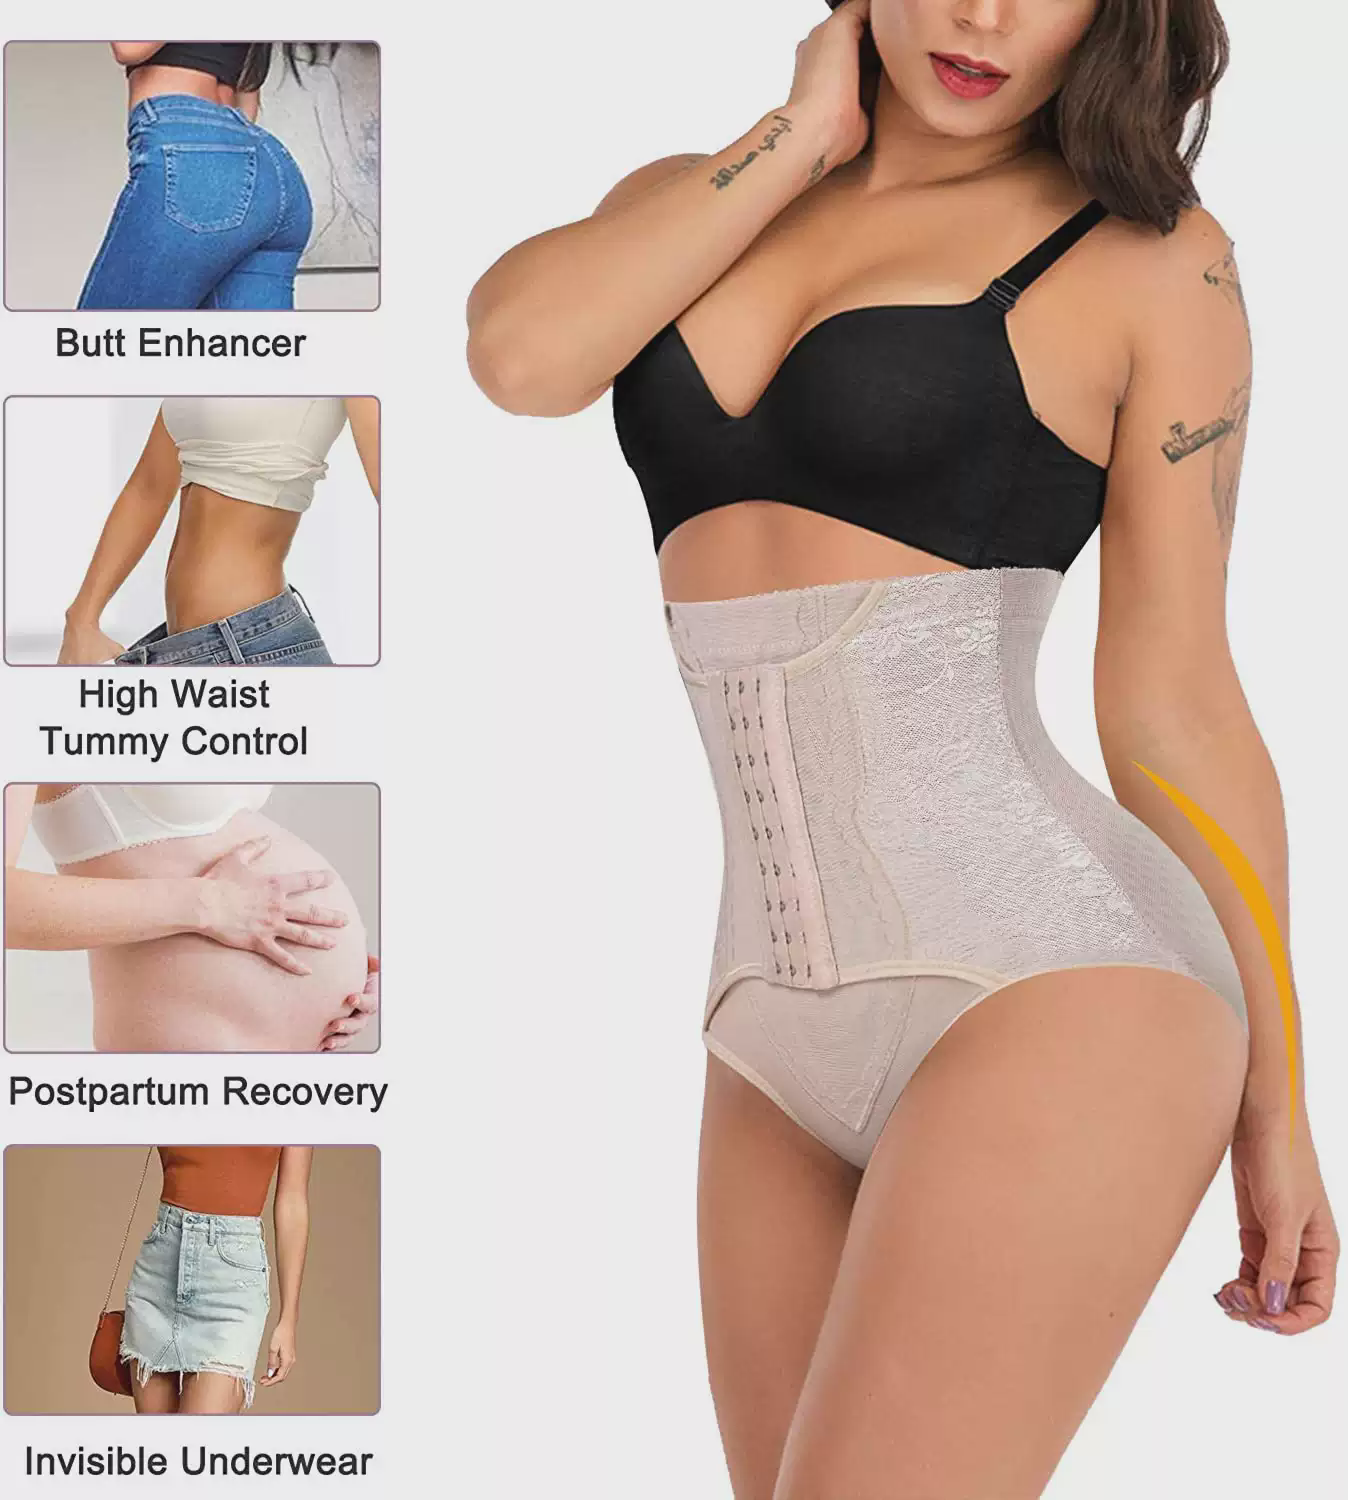 Butt Enhancer
High Waist
Tummy Control
Postpartum Recovery
Invisible Underwear